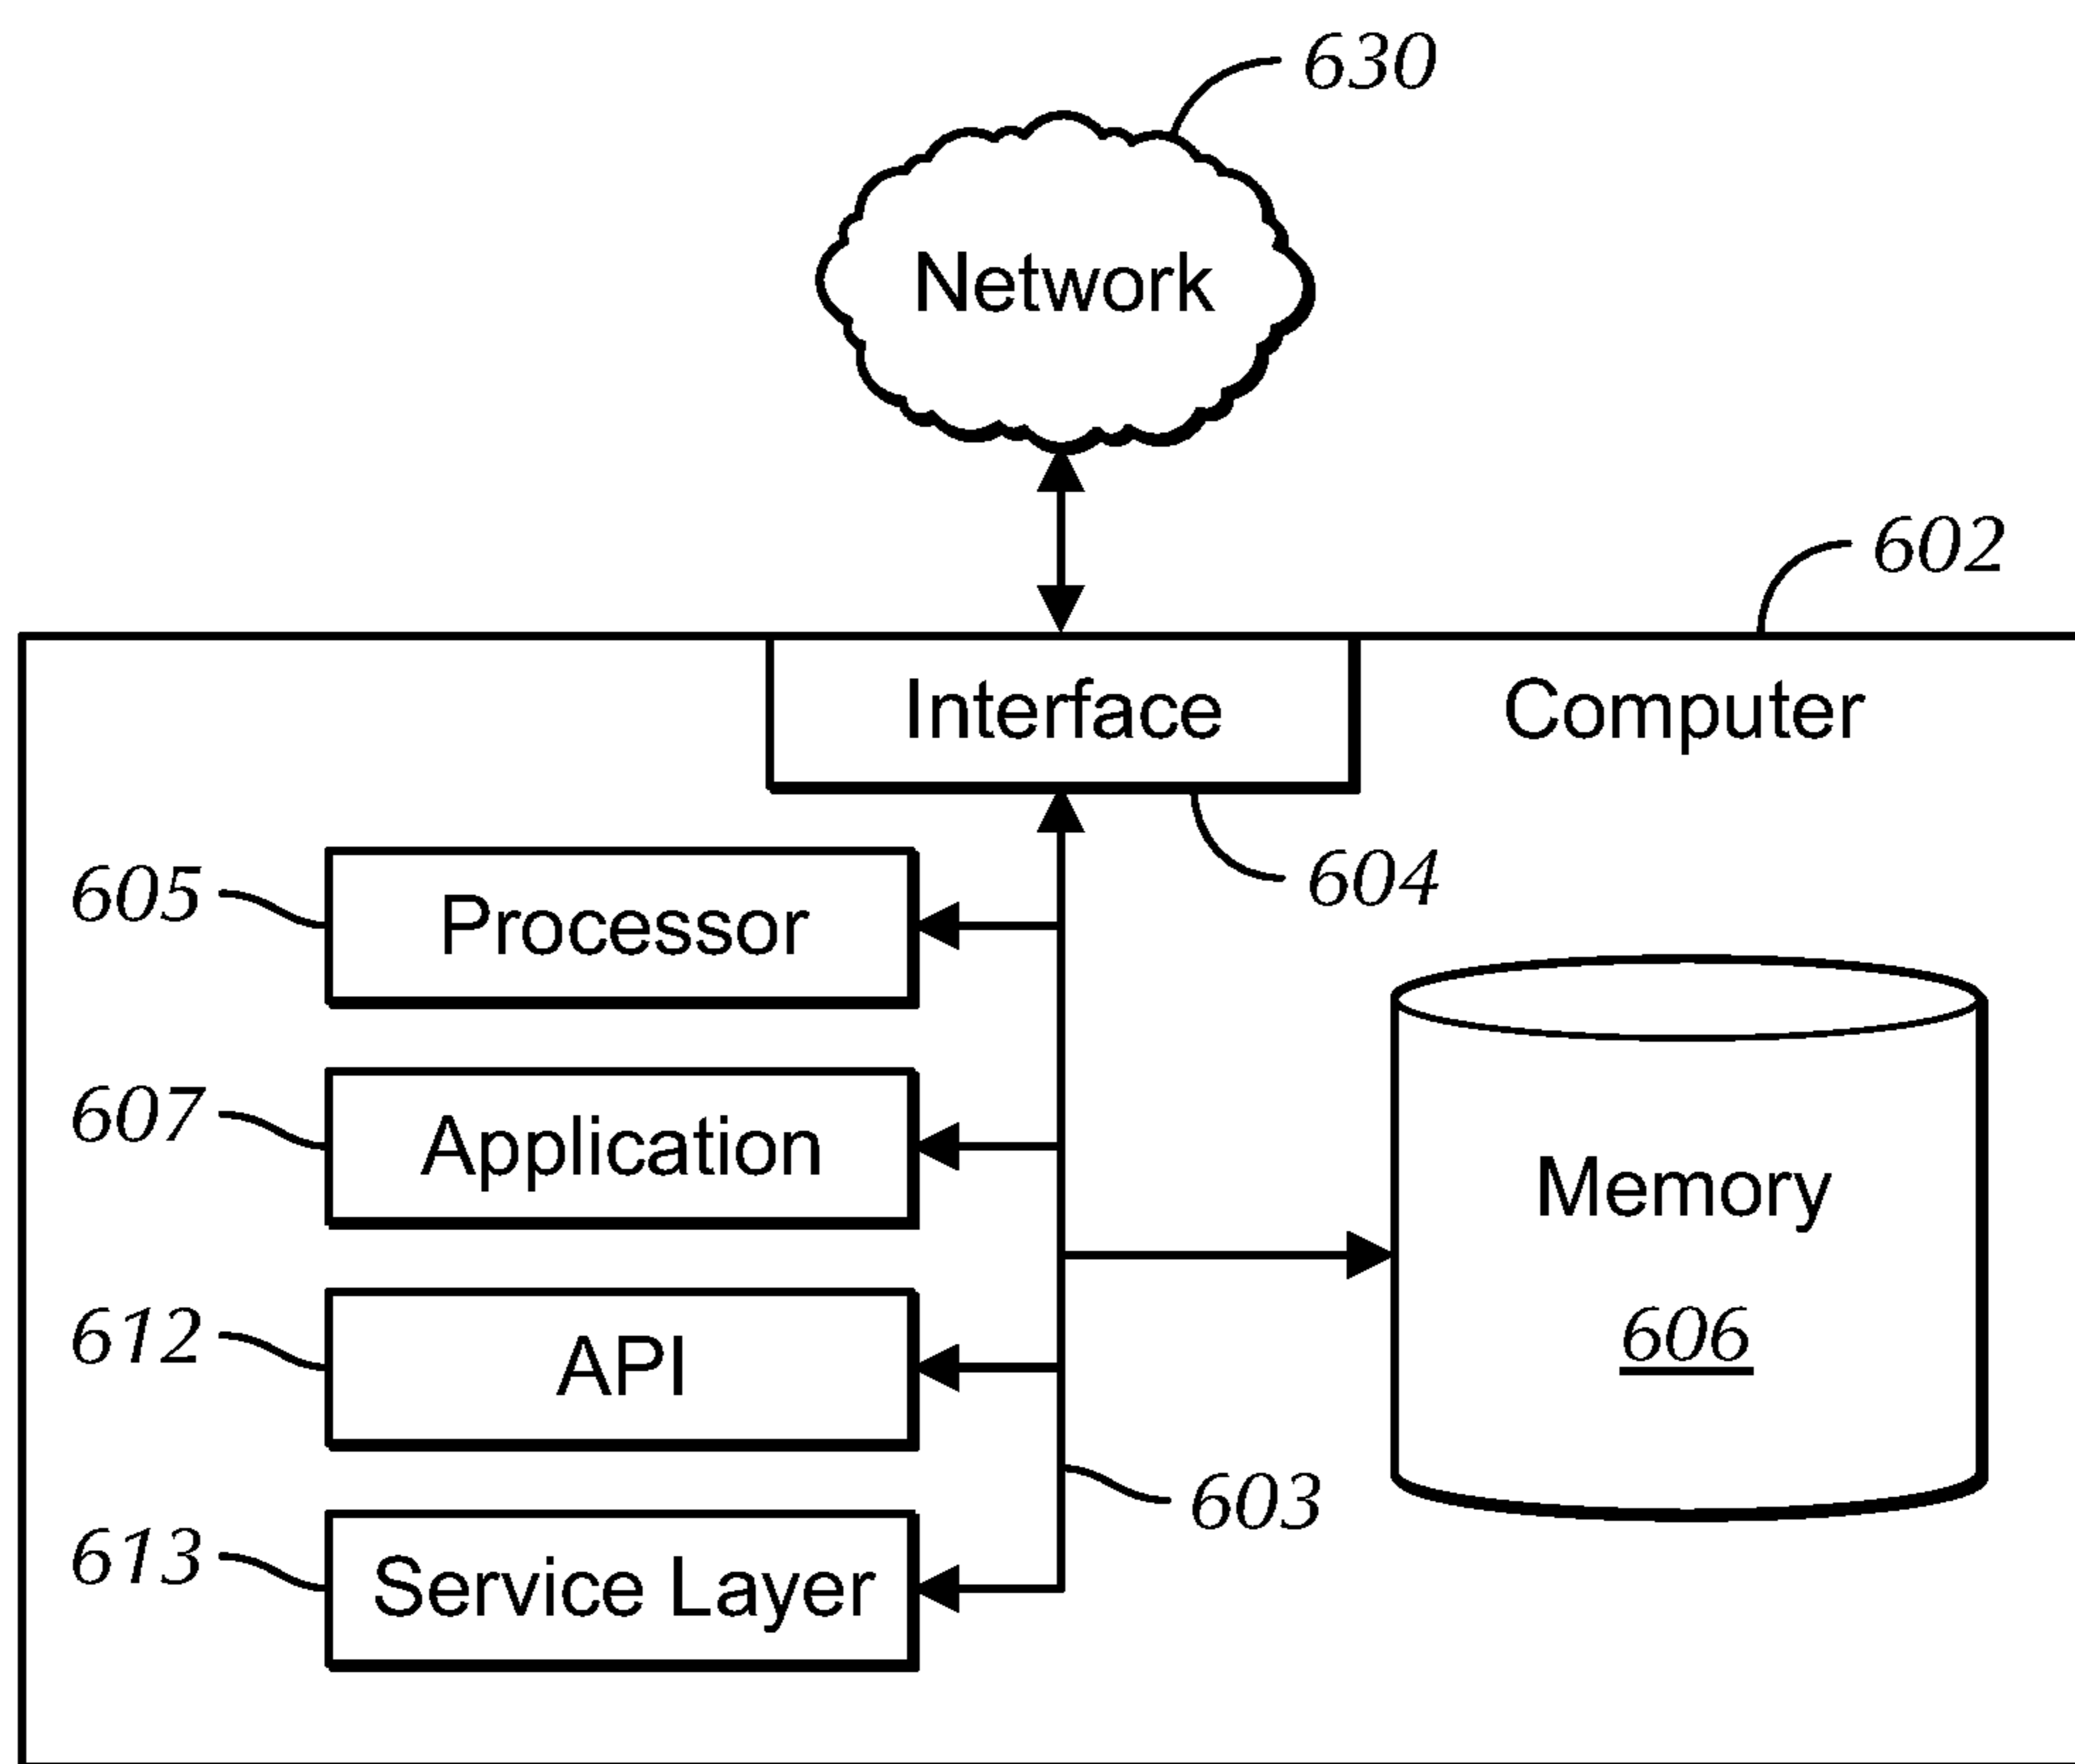 630
Network
602
Interface
Computer
604
605
Processor
607
Application
Memory
606
612
API
603
613
Service Layer